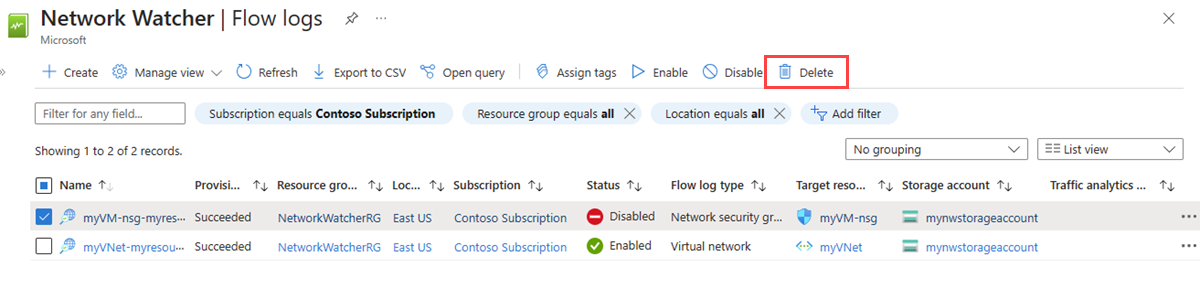 Network Watcher | Flow logs
Microsoft
Create Manage view Refresh Export to CSV Open query Assign tags Enable Disable Delete
Filter for any field... Subscription equals Contoso Subscription Resource group equals all Location equals all Add filter
Showing 1 to 2 of 2 records. No grouping List view
Name Provisi... Resource gro... Loc... Subscription Status Flow log type Target reso... Storage account Traffic analytics ...
myVM-nsg-myres... Succeeded NetworkWatcherRG East US Contoso Subscription Disabled Network security gr... myVM-nsg mynwstorageaccount
myVNet-myresou... Succeeded NetworkWatcherRG East US Contoso Subscription Enabled Virtual network myVNet mynwstorageaccount